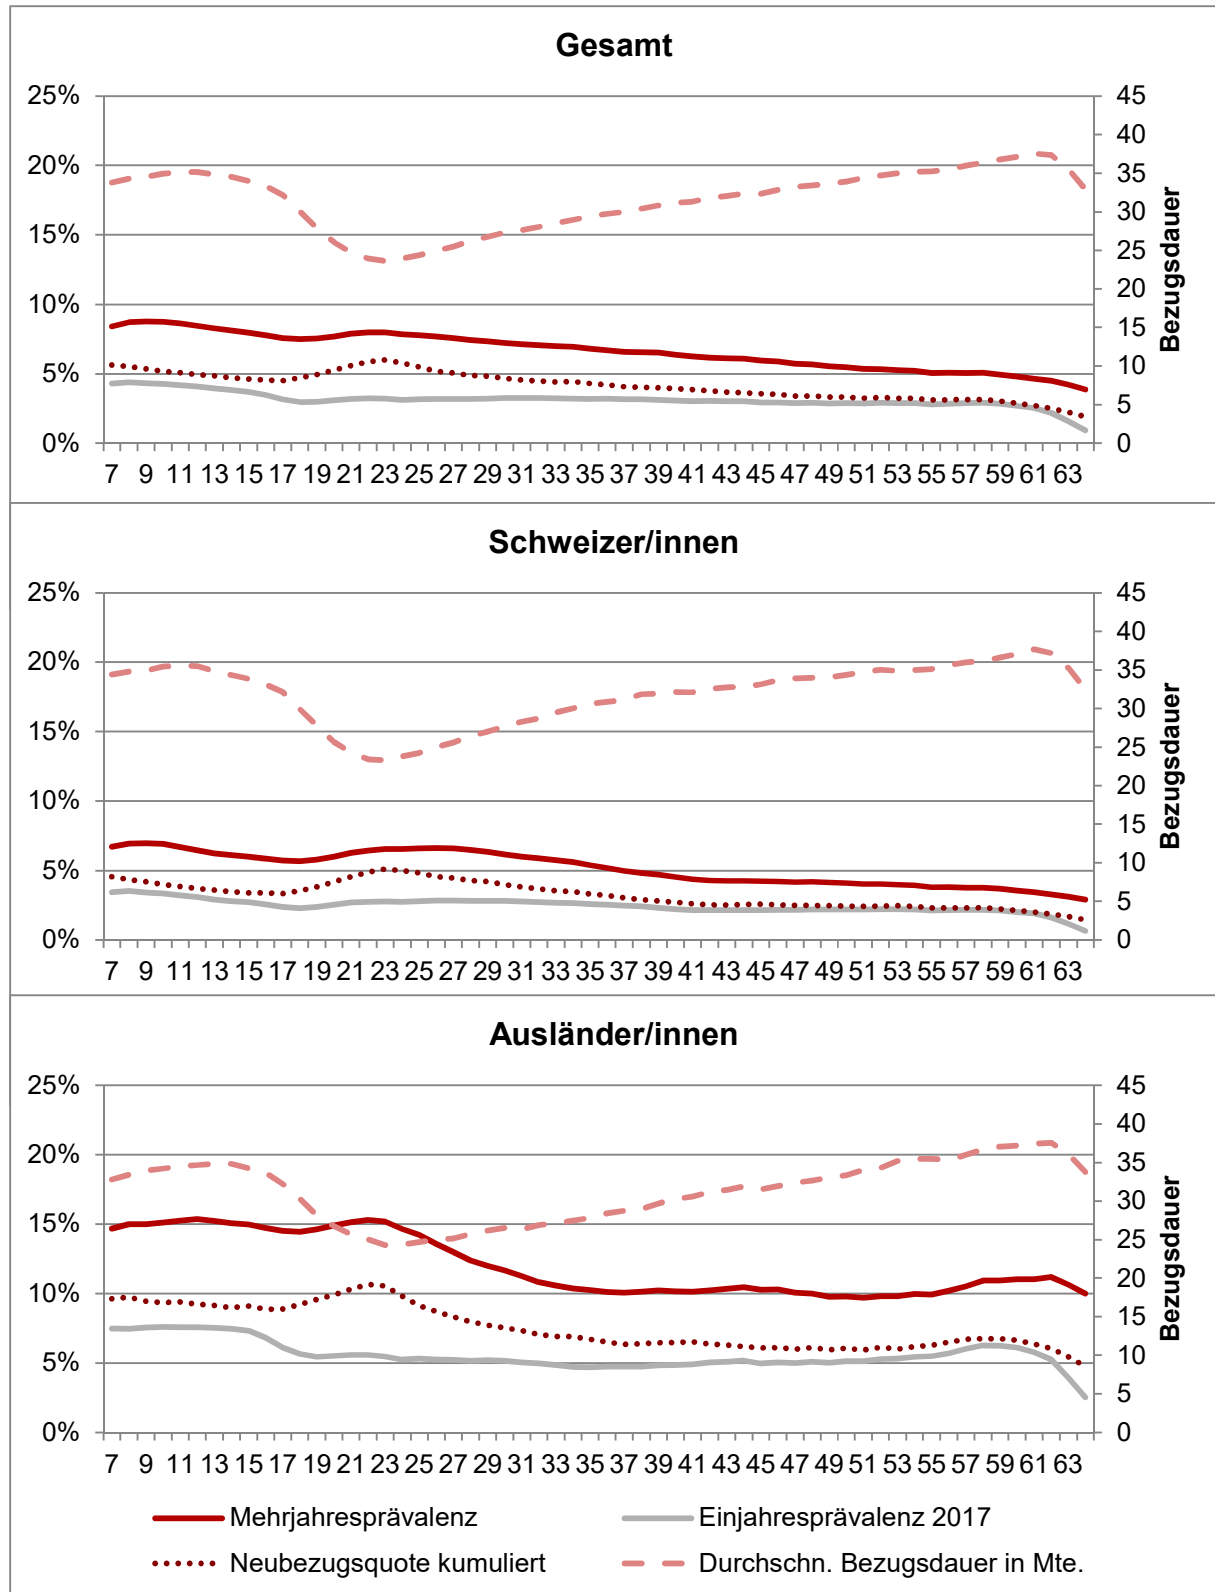 Gesamt
25% 45
40
20% 35
30
15% 25
20
10% 15
5% 10
5
0% 0
Bezugsdauer
7 9 11 13 15 17 19 21 23 25 27 29 31 33 35 37 39 41 43 45 47 49 51 53 55 57 59 61 63
Schweizer/innen
25% 45
40
20% 35
30
15% 25
20
10% 15
5% 10
5
0% 0
Bezugsdauer
7 9 11 13 15 17 19 21 23 25 27 29 31 33 35 37 39 41 43 45 47 49 51 53 55 57 59 61 63
Ausländer/innen
25% 45
40
20% 35
30
15% 25
20
10% 15
5% 10
5
0% 0
Bezugsdauer
7 9 11 13 15 17 19 21 23 25 27 29 31 33 35 37 39 41 43 45 47 49 51 53 55 57 59 61 63
Mehrjahresprävalenz Einjahresprävalenz 2017
Neubezugsquote kumuliert Durchschn. Bezugsdauer in Mte.